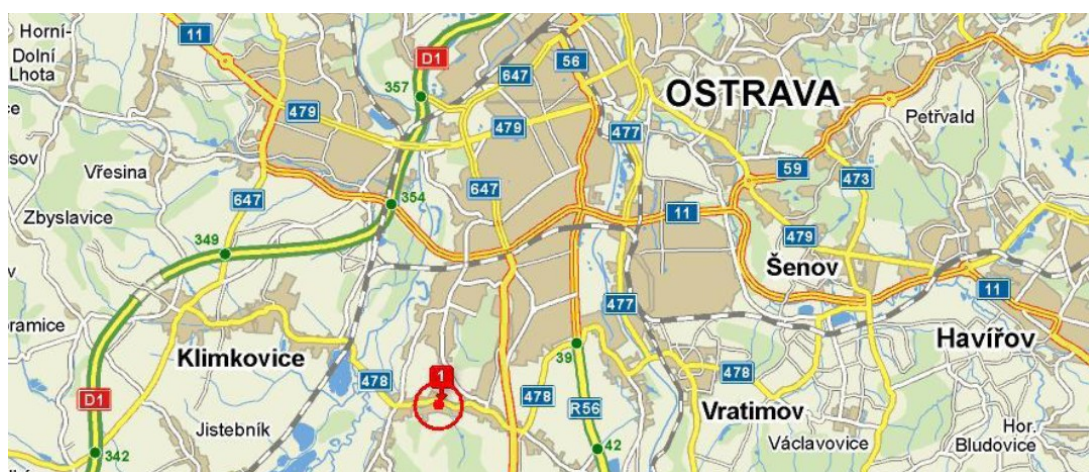 Horní-
Dolní
Lhota
11
D1
647
56
357
OSTRAVA
479
479
477
Petřvald
sov
Vřesina
59
473
647
647
354
Zbyslavice
11
349
479
Šenov
11
477
oramice
Klimkovice
39
Havířov
478
1
478
R56
478
D1
Vratimov
Jistebník
42
Václavovice
Hor.
Bludovice
342